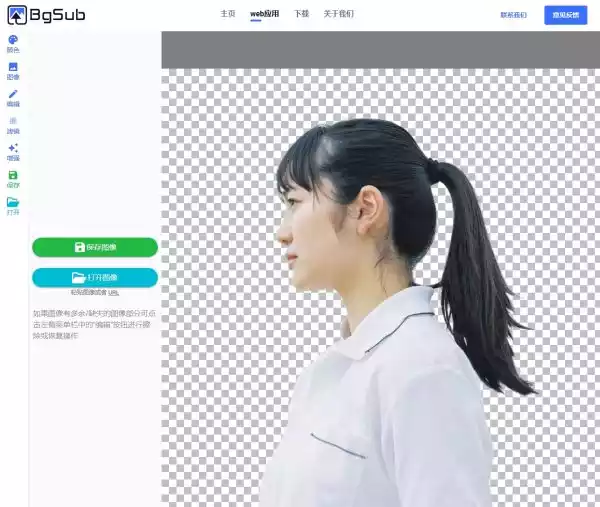 BgSub
主页
web应用
下载
关于我们
联系我们
意见反馈
颜色
图像
编辑
滤镜
增强
保存
打开
保存图像
打开图像
粘贴图像或者 URL
如果图像有多余/缺失的图像部分可点
击左侧菜单栏中的“编辑”按钮进行擦
除或恢复操作